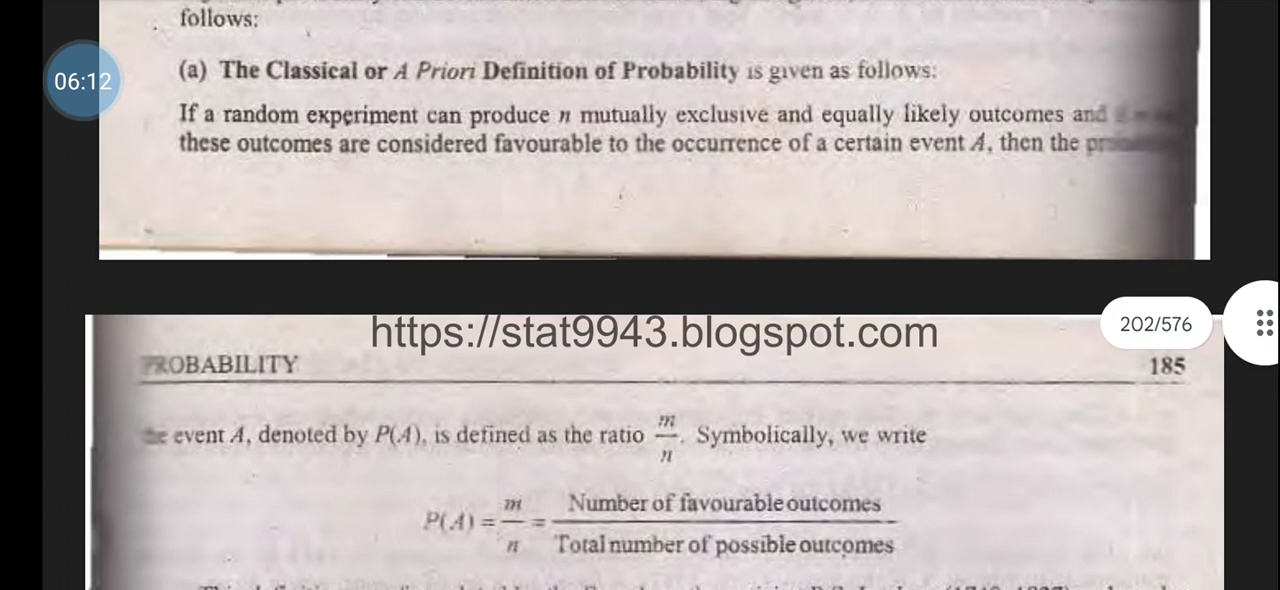 follows:
06:12
(a) The Classical or A Priori Definition of Probability is given as follows:
If a random experiment can produce n mutually exclusive and equally likely outcomes and
these outcomes are considered favourable to the occurrence of a certain event A, then the
https://stat9943.blogspot.com
202/576
PROBABILITY 185
event A, denoted by P(A), is defined as the ratio m/n. Symbolically, we write
P(A) = m/n = Number of favourable outcomes / Total number of possible outcomes